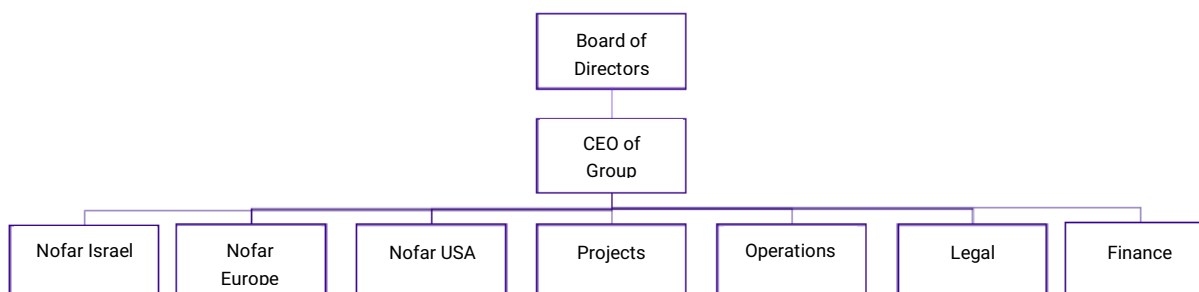 Board of
Directors
CEO of
Group
Nofar Israel
Nofar
Europe
Nofar USA
Projects
Operations
Legal
Finance